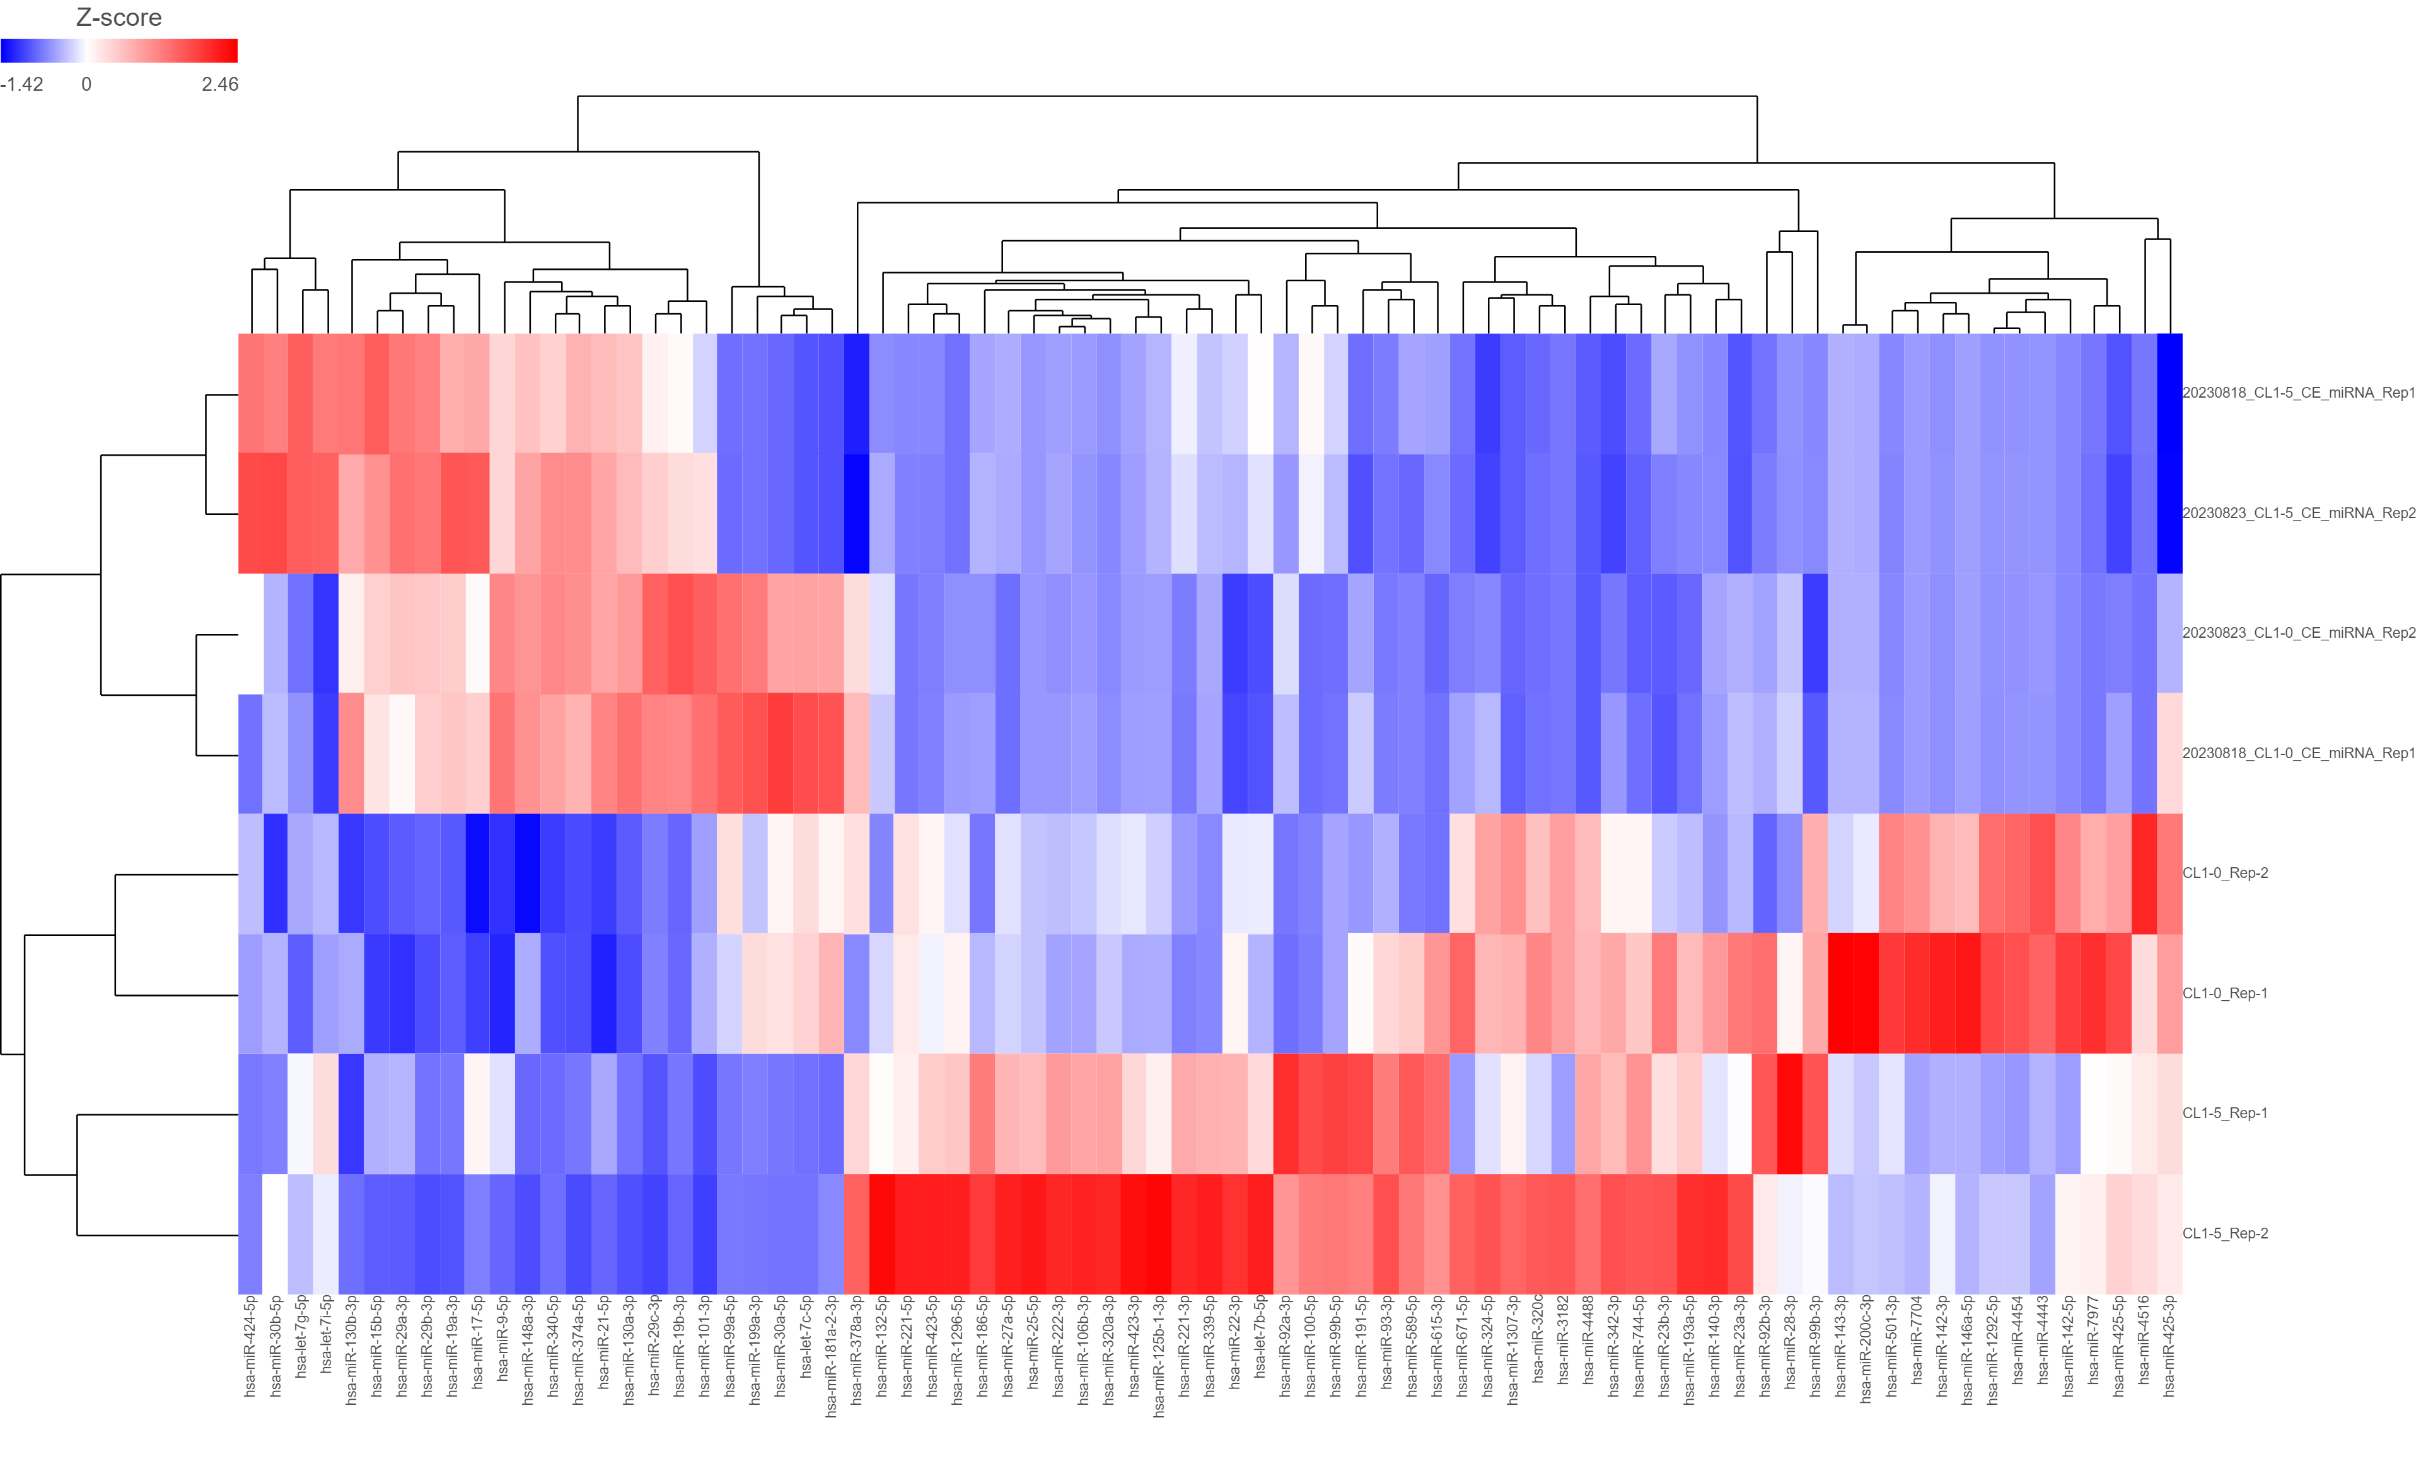 Z-score
-1.42 0 2.46
20230818_CL1-5_CE_miRNA_Rep1
20230823_CL1-5_CE_miRNA_Rep2
20230823_CL1-0_CE_miRNA_Rep2
20230818_CL1-0_CE_miRNA_Rep1
CL1-0_Rep-2
CL1-0_Rep-1
CL1-5_Rep-1
CL1-5_Rep-2
hsa-miR-424-5p
hsa-miR-30b-5p
hsa-let-7g-5p
hsa-let-7i-5p
hsa-miR-130b-3p
hsa-miR-15b-5p
hsa-miR-29a-3p
hsa-miR-29b-3p
hsa-miR-19a-3p
hsa-miR-17-5p
hsa-miR-9-5p
hsa-miR-148a-3p
hsa-miR-340-5p
hsa-miR-374a-5p
hsa-miR-21-5p
hsa-miR-130a-3p
hsa-miR-29c-3p
hsa-miR-19b-3p
hsa-miR-101-3p
hsa-miR-99a-5p
hsa-miR-199a-3p
hsa-miR-30a-5p
hsa-let-7c-5p
hsa-miR-181a-2-3p
hsa-miR-378a-3p
hsa-miR-132-5p
hsa-miR-221-5p
hsa-miR-423-5p
hsa-miR-1296-5p
hsa-miR-186-5p
hsa-miR-27a-5p
hsa-miR-25-5p
hsa-miR-222-3p
hsa-miR-106b-3p
hsa-miR-320a-3p
hsa-miR-423-3p
hsa-miR-125b-1-3p
hsa-miR-221-3p
hsa-miR-339-5p
hsa-miR-22-3p
hsa-let-7b-5p
hsa-miR-92a-3p
hsa-miR-100-5p
hsa-miR-99b-5p
hsa-miR-191-5p
hsa-miR-93-3p
hsa-miR-589-5p
hsa-miR-615-3p
hsa-miR-671-5p
hsa-miR-324-5p
hsa-miR-1307-3p
hsa-miR-320c
hsa-miR-3182
hsa-miR-4488
hsa-miR-342-3p
hsa-miR-744-5p
hsa-miR-23b-3p
hsa-miR-193a-5p
hsa-miR-140-3p
hsa-miR-23a-3p
hsa-miR-92b-3p
hsa-miR-28-3p
hsa-miR-99b-3p
hsa-miR-143-3p
hsa-miR-200c-3p
hsa-miR-501-3p
hsa-miR-7704
hsa-miR-142-3p
hsa-miR-146a-5p
hsa-miR-1292-5p
hsa-miR-4454
hsa-miR-4443
hsa-miR-142-5p
hsa-miR-7977
hsa-miR-425-5p
hsa-miR-4516
hsa-miR-425-3p